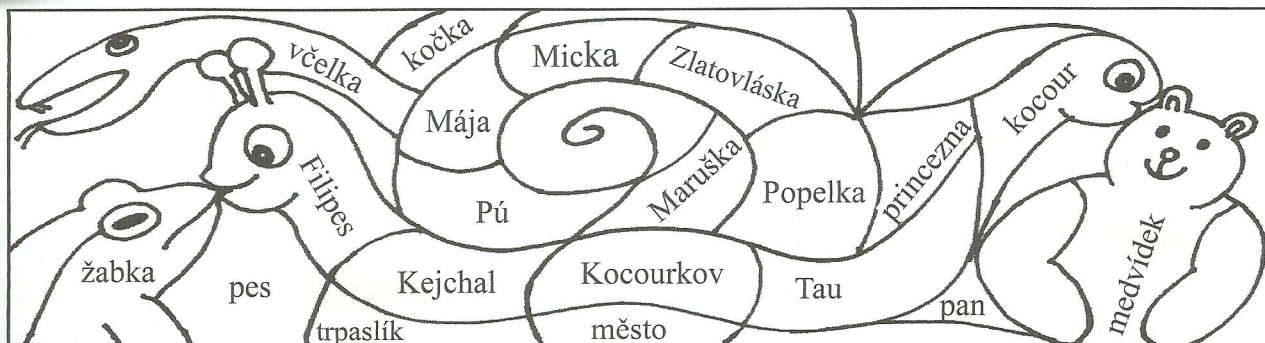 včelka
kočka
Micka
Zlatovláska
Mája
kocour
Filipes
Maruška
princezna
Popelka
Pú
žabka
pes
Kejchal
Kocourkov
Tau
medvídek
pan
trpaslík
město